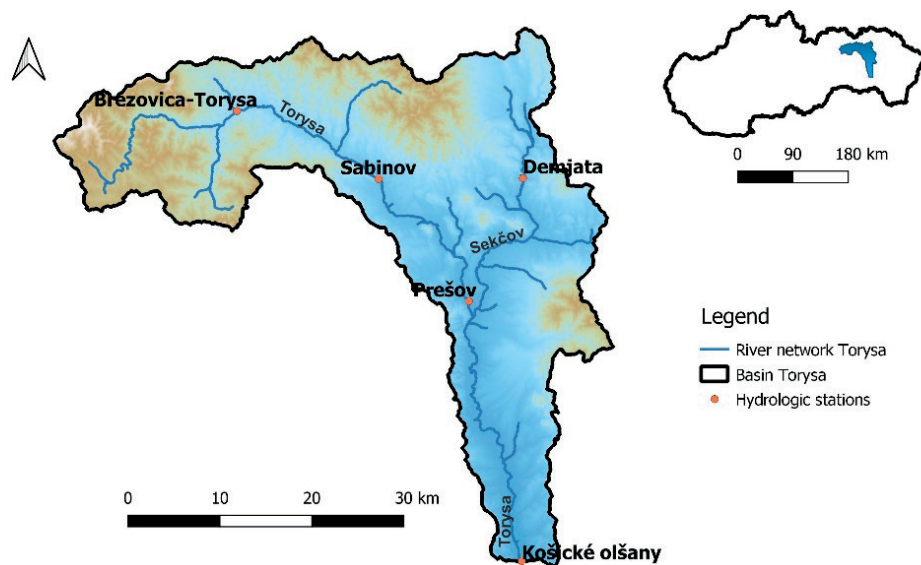 Brezovica-Torysa
Torysa
Sabinov
Demjata
Sekčov
Prešov
Torysa
Košické olšany
0 10 20 30 km
0 90 180 km
Legend
River network Torysa
Basin Torysa
Hydrologic stations